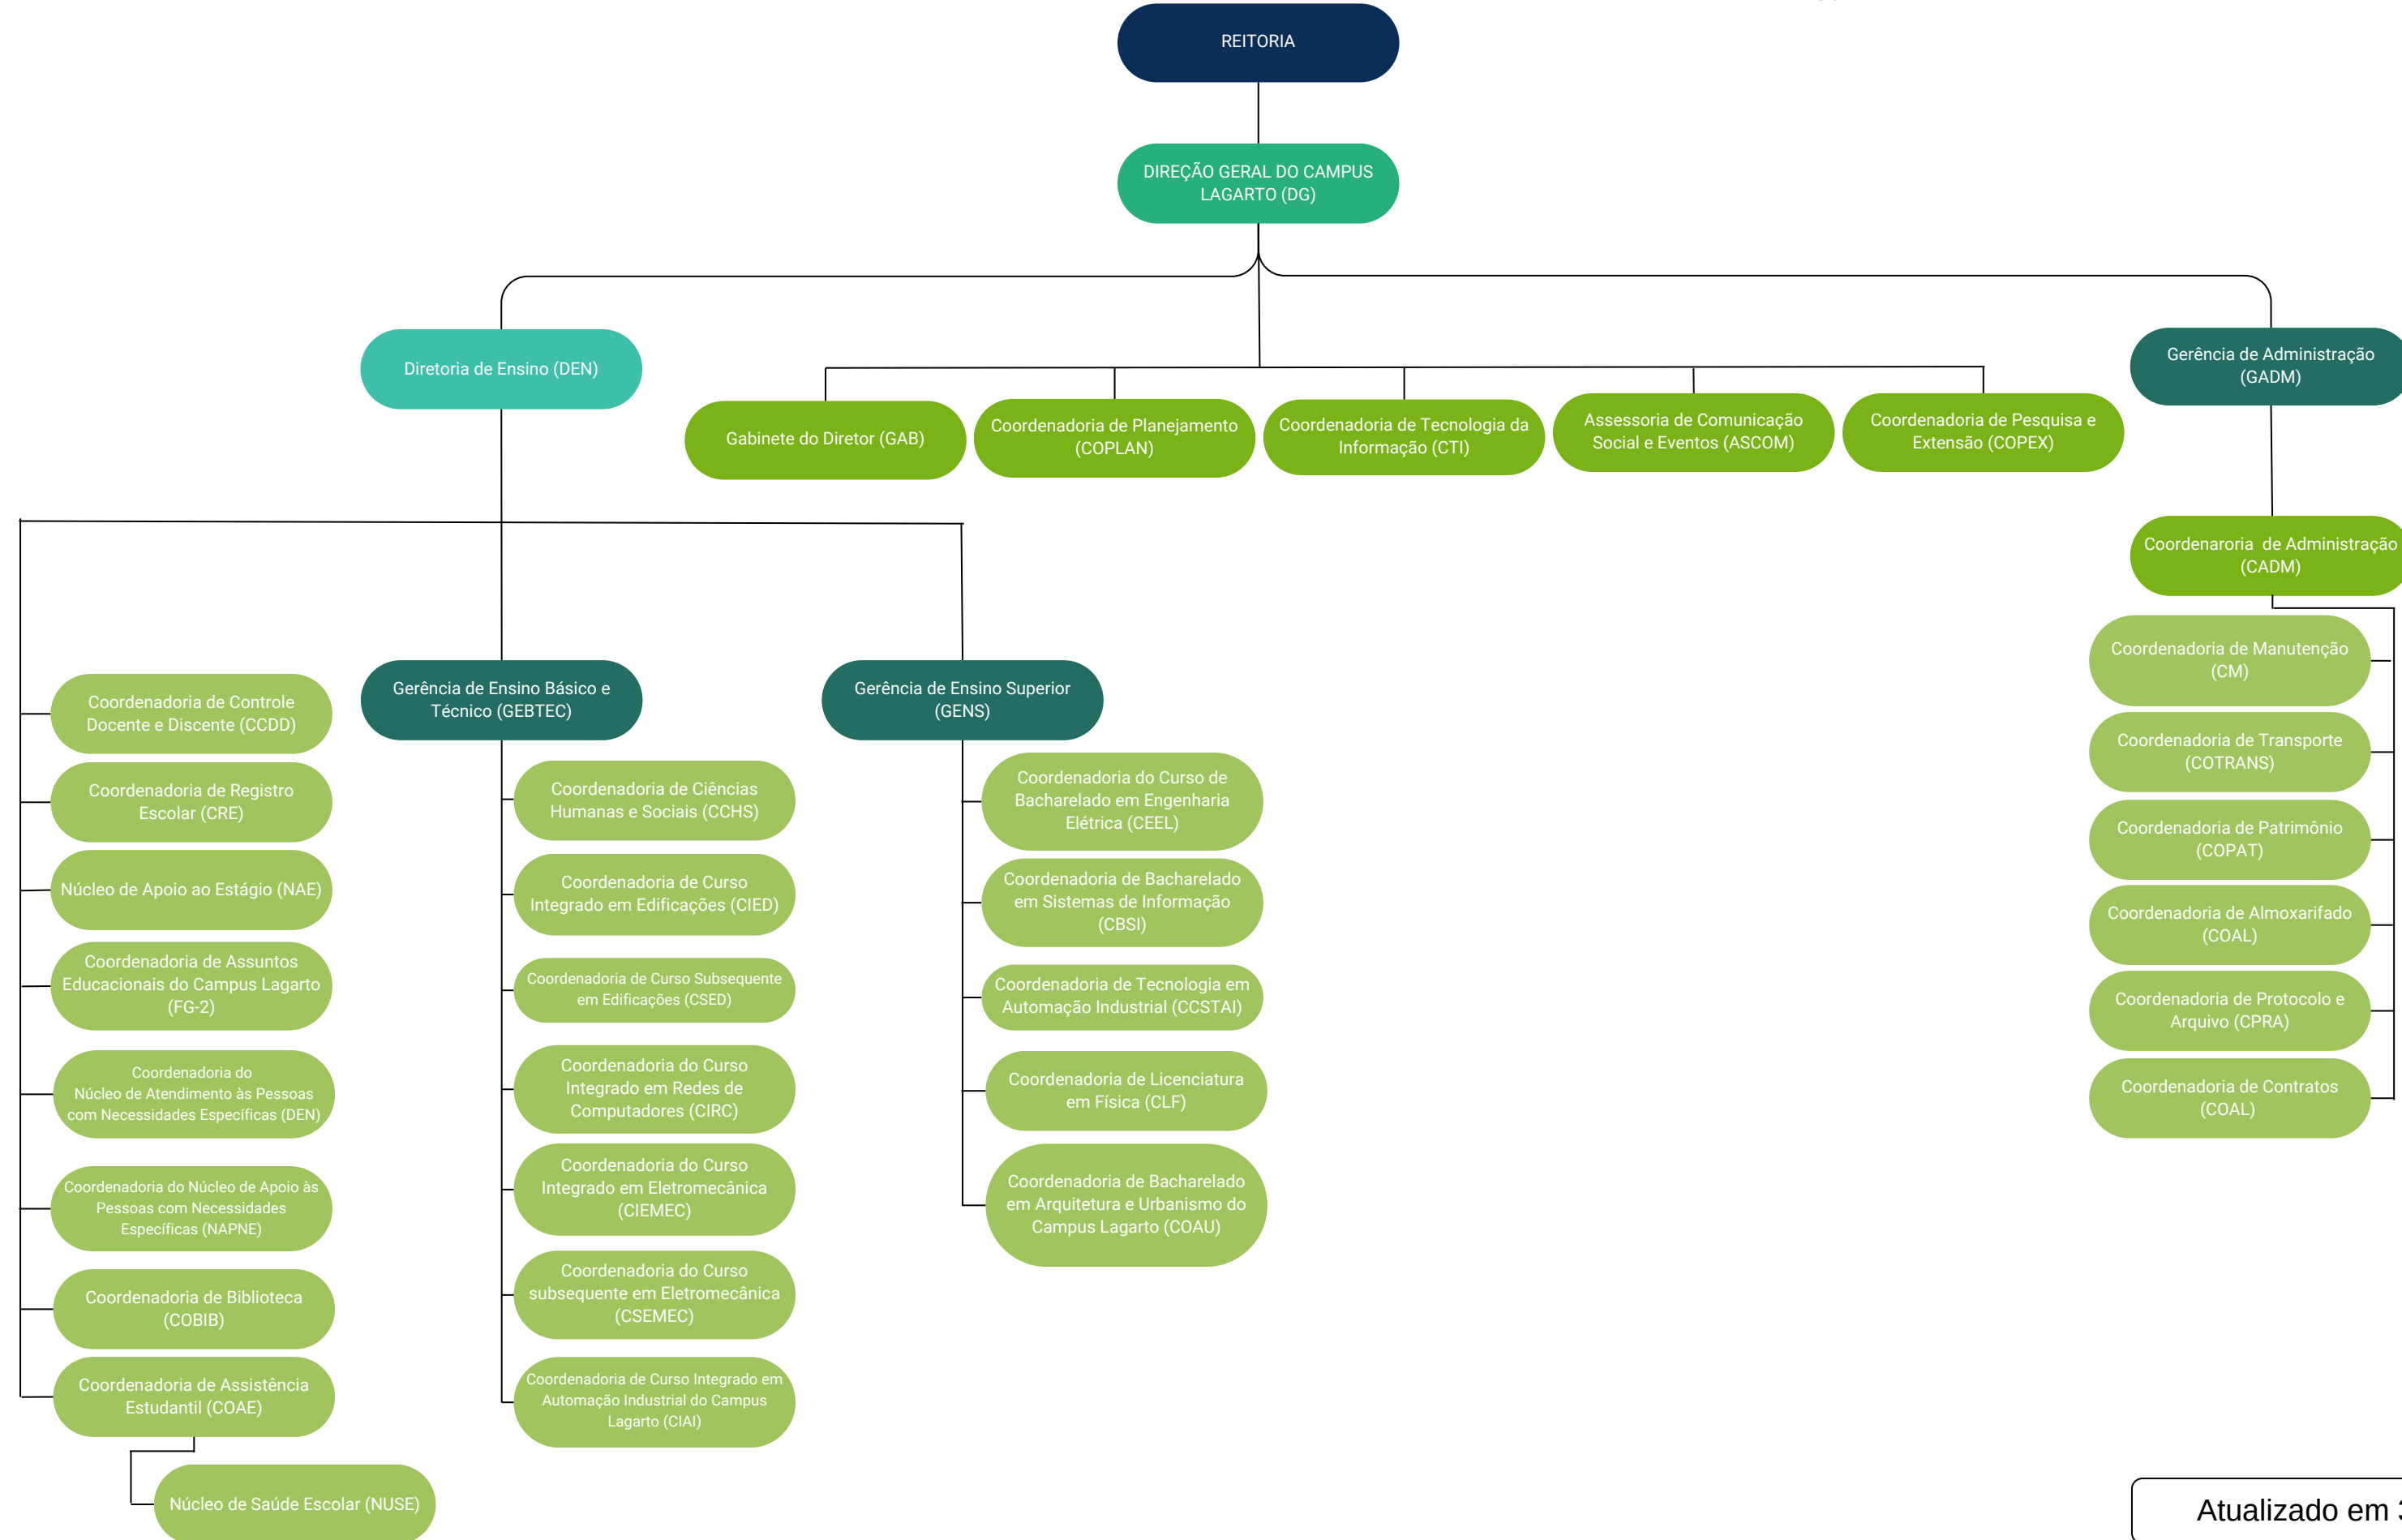 REITORIA
DIREÇÃO GERAL DO CAMPUS
LAGARTO (DG)
Diretoria de Ensino (DEN)
Gabinete do Diretor (GAB)
Coordenadoria de Planejamento
(COPLAN)
Coordenadoria de Tecnologia da
Informação (CTI)
Assessoria de Comunicação
Social e Eventos (ASCOM)
Coordenadoria de Pesquisa e
Extensão (COPEX)
Gerência de Administração
(GADM)
Coordenaroria de Administração
(CADM)
Coordenadoria de Manutenção
(CM)
Coordenadoria de Transporte
(COTRANS)
Coordenadoria de Patrimônio
(COPAT)
Coordenadoria de Almoxarifado
(COAL)
Coordenadoria de Protocolo e
Arquivo (CPRA)
Coordenadoria de Contratos
(COAL)
Coordenadoria de Controle
Docente e Discente (CCDD)
Coordenadoria de Registro
Escolar (CRE)
Núcleo de Apoio ao Estágio (NAE)
Coordenadoria de Assuntos
Educacionais do Campus Lagarto
(FG-2)
Coordenadoria do
Núcleo de Atendimento às Pessoas
com Necessidades Específicas (DEN)
Coordenadoria do Núcleo de Apoio às
Pessoas com Necessidades
Específicas (NAPNE)
Coordenadoria de Biblioteca
(COBIB)
Coordenadoria de Assistência
Estudantil (COAE)
Núcleo de Saúde Escolar (NUSE)
Gerência de Ensino Básico e
Técnico (GEBTEC)
Coordenadoria de Ciências
Humanas e Sociais (CCHS)
Coordenadoria de Curso
Integrado em Edificações (CIED)
Coordenadoria de Curso Subsequente
em Edificações (CSED)
Coordenadoria do Curso
Integrado em Redes de
Computadores (CIRC)
Coordenadoria do Curso
Integrado em Eletromecânica
(CIEMEC)
Coordenadoria do Curso
subsequente em Eletromecânica
(CSEMEC)
Coordenadoria de Curso Integrado em
Automação Industrial do Campus
Lagarto (CIAI)
Gerência de Ensino Superior
(GENS)
Coordenadoria do Curso de
Bacharelado em Engenharia
Elétrica (CEEL)
Coordenadoria de Bacharelado
em Sistemas de Informação
(CBSI)
Coordenadoria de Tecnologia em
Automação Industrial (CCSTAI)
Coordenadoria de Licenciatura
em Física (CLF)
Coordenadoria de Bacharelado
em Arquitetura e Urbanismo do
Campus Lagarto (COAU)
Atualizado em